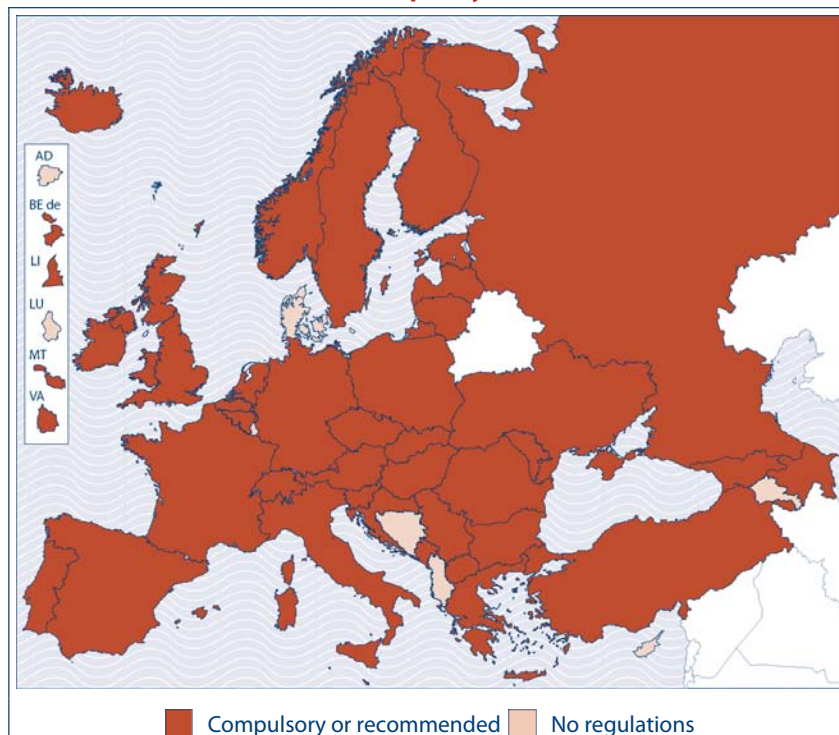 AD
BE de
LI
LU
MT
VA
Compulsory or recommended
No regulations